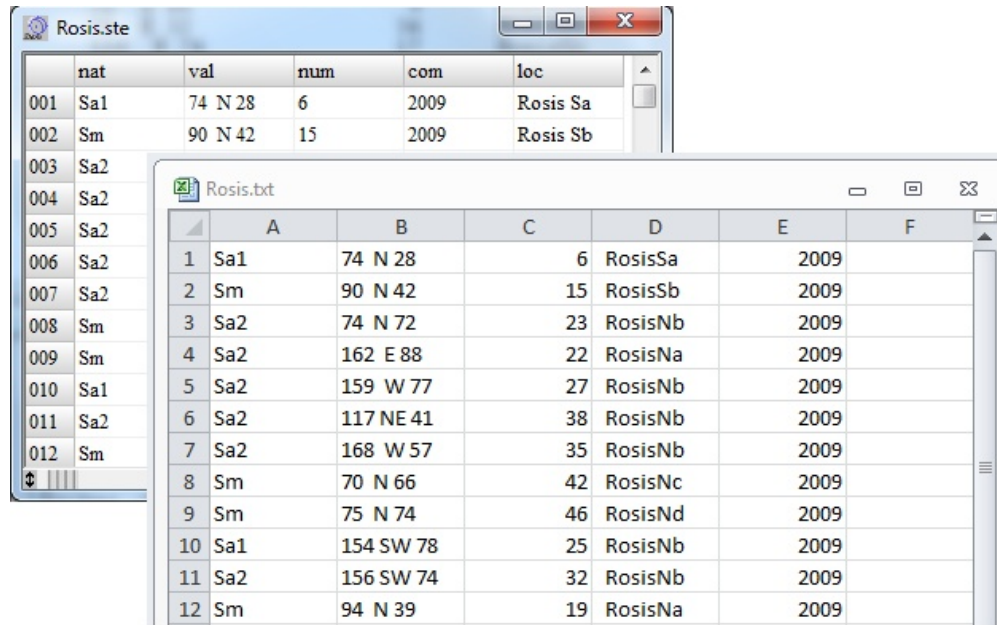 Rosis.ste
nat val num com loc
001 Sa1 74 N 28 6 2009 Rosis Sa
002 Sm 90 N 42 15 2009 Rosis Sb
003 Sa2
004 Sa2
005 Sa2
006 Sa2
007 Sa2
008 Sm
009 Sm
010 Sa1
011 Sa2
012 Sm
Rosis.txt
A B C D E F
1 Sa1 74 N 28 6 RosisSa 2009
2 Sm 90 N 42 15 RosisSb 2009
3 Sa2 74 N 72 23 RosisNb 2009
4 Sa2 162 E 88 22 RosisNa 2009
5 Sa2 159 W 77 27 RosisNb 2009
6 Sa2 117 NE 41 38 RosisNb 2009
7 Sa2 168 W 57 35 RosisNb 2009
8 Sm 70 N 66 42 RosisNc 2009
9 Sm 75 N 74 46 RosisNd 2009
10 Sa1 154 SW 78 25 RosisNb 2009
11 Sa2 156 SW 74 32 RosisNb 2009
12 Sm 94 N 39 19 RosisNa 2009